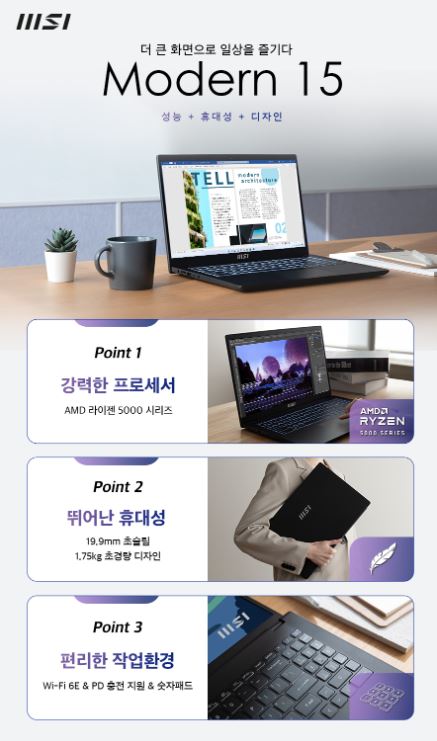 msi
더 큰 화면으로 일상을 즐기다
Modern 15
성능 + 휴대성 + 디자인
TELL
modern
architecture
02
msi
Point 1
강력한 프로세서
AMD 라이젠 5000 시리즈
AMD
RYZEN
5000 SERIES
Point 2
뛰어난 휴대성
19.9mm 초슬림
1.75kg 초경량 디자인
msi
Point 3
편리한 작업환경
Wi-Fi 6E & PD 충전 지원 & 숫자패드
msi